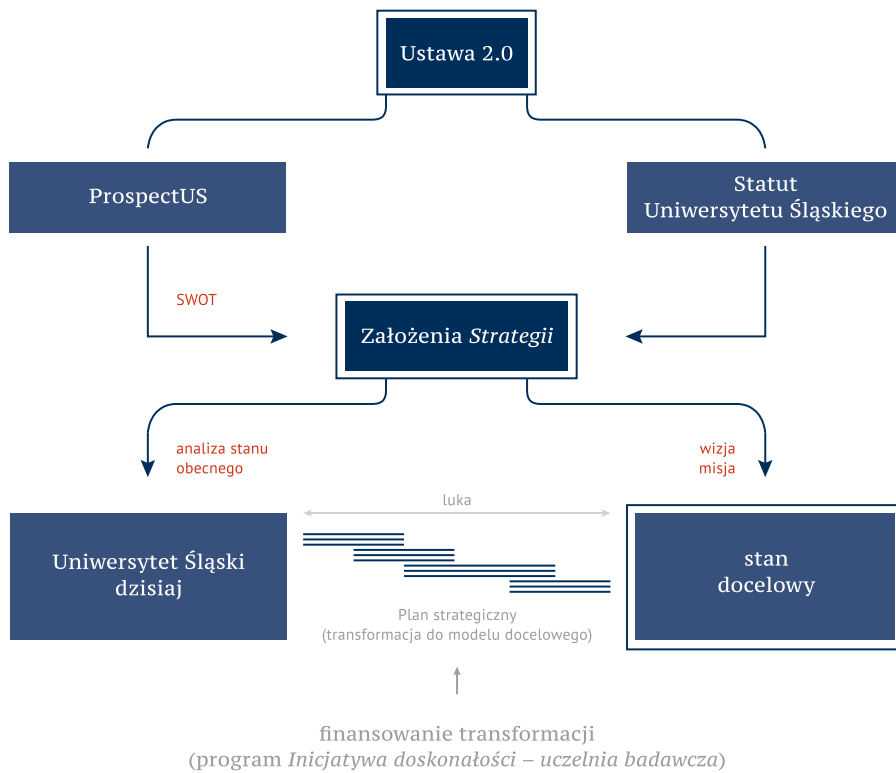 Ustawa 2.0
ProspectUS
Statut
Uniwersytetu Śląskiego
SWOT
Założenia Strategii
analiza stanu
obecnego
wizja
misja
luka
Uniwersytet Śląski
dzisiaj
stan
docelowy
Plan strategiczny
(transformacja do modelu docelowego)
finansowanie transformacji
(program Inicjatywa doskonałości – uczelnia badawcza)